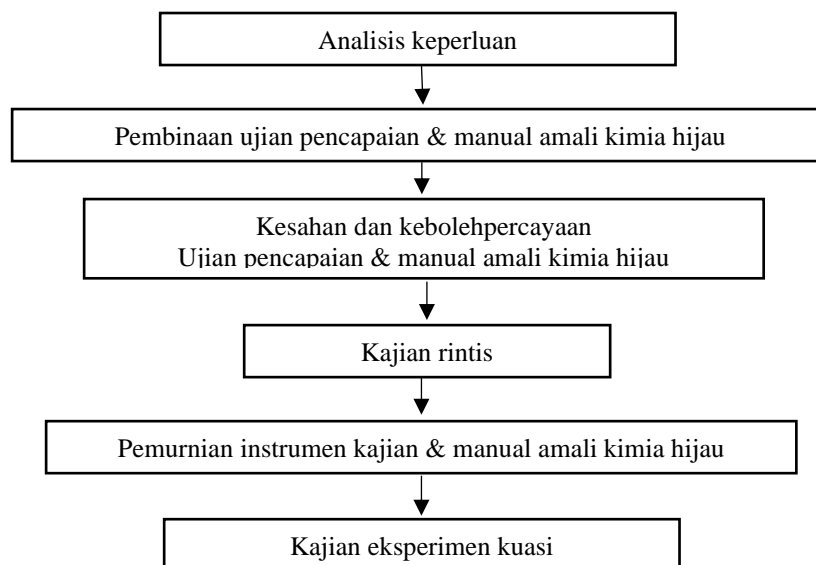 Analisis keperluan
Pembinaan ujian pencapaian & manual amali kimia hijau
Kesahan dan kebolehpercayaan
Ujian pencapaian & manual amali kimia hijau
Kajian rintis
Pemurnian instrumen kajian & manual amali kimia hijau
Kajian eksperimen kuasi